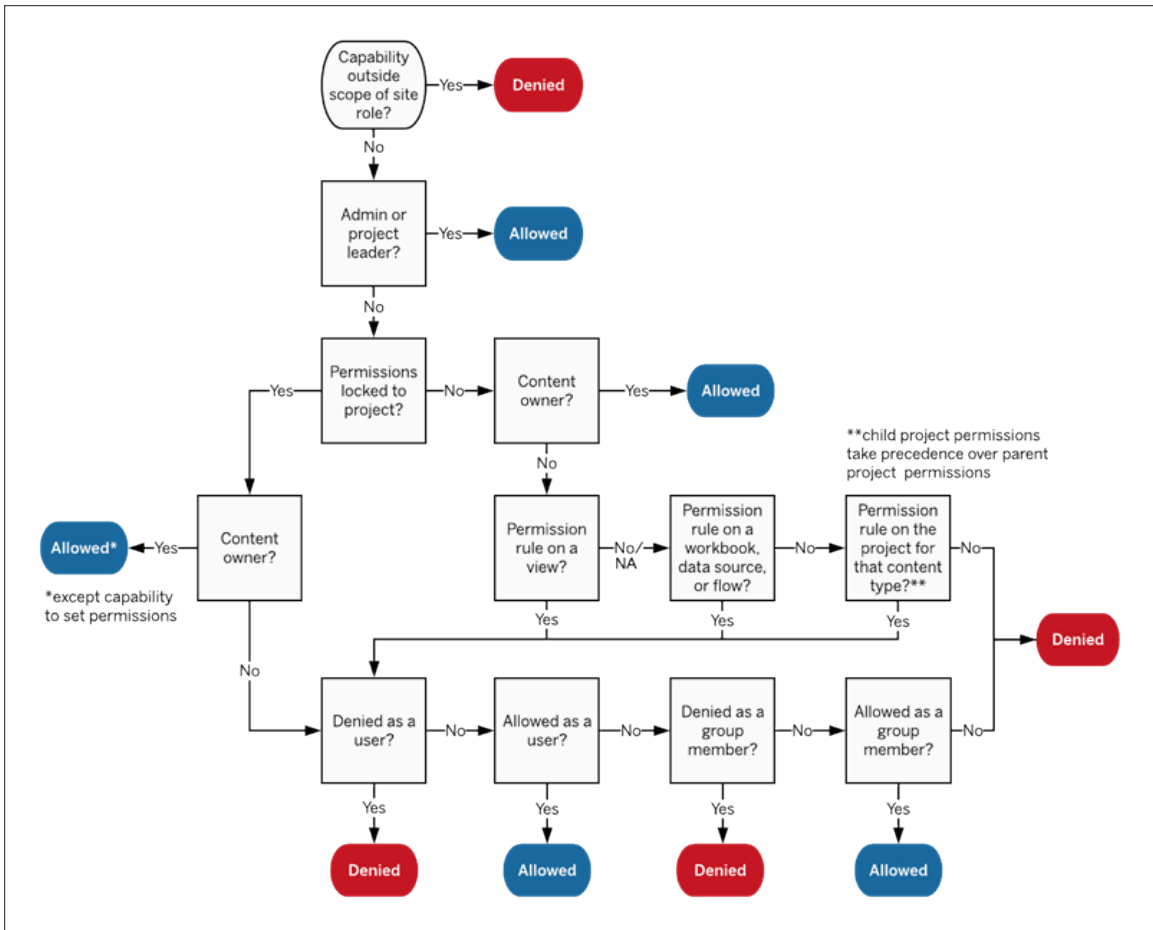 Capability
outside
scope of site
role?
Yes
Denied
No
Admin or
project
leader?
Yes
Allowed
No
Permissions
locked to
project?
Yes
No
Content
owner?
Yes
Allowed
No
**child project permissions
take precedence over parent
project permissions
Allowed*
Yes
Content
owner?
*except capability
to set permissions
No
Permission
rule on a
view?
No/
NA
Permission
rule on a
workbook,
data source,
or flow?
No
Permission
rule on the
project for
that content
type?**
No
Yes
Yes
Yes
Denied
Denied as a
user?
No
Allowed as a
user?
No
Denied as a
group
member?
No
Allowed as a
group
member?
No
Yes
Yes
Yes
Yes
Denied
Allowed
Denied
Allowed